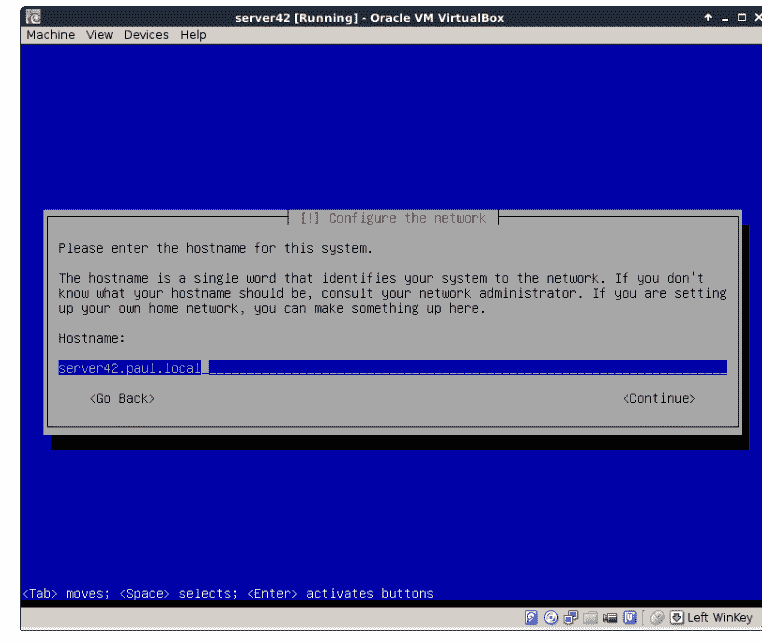 server42 [Running] - Oracle VM VirtualBox
Machine View Devices Help
[!] Configure the network
Please enter the hostname for this system.
The hostname is a single word that identifies your system to the network. If you don't
know what your hostname should be, consult your network administrator. If you are setting
up your own home network, you can make something up here.
Hostname:
server42.paul.local
<Go Back> <Continue>
<Tab> moves; <Space> selects; <Enter> activates buttons
Left WinKey